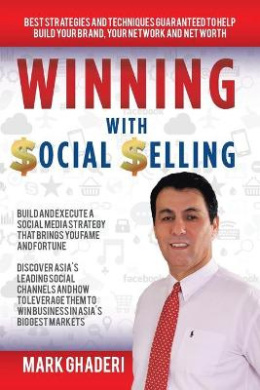 BEST STRATEGIES AND TECHNIQUES GUARANTEED TO HELP
BUILD YOUR BRAND, YOUR NETWORK AND NET WORTH
WINNING
WITH
$OCIAL $ELLING
BUILD AND EXECUTE A
SOCIAL MEDIA STRATEGY
THAT BRINGS YOU FAME
AND FORTUNE
DISCOVER ASIA'S
LEADING SOCIAL
CHANNELS AND HOW
TO LEVERAGE THEM TO
WIN BUSINESS IN ASIA'S
BIGGEST MARKETS
MARK GHADERI